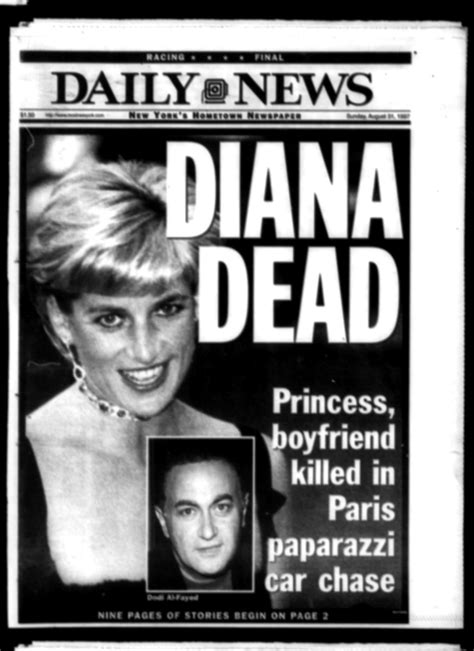 RACING ★ ★ ★ ★ FINAL
DAILY NEWS
$1.50
NEW YORK'S HOMETOWN NEWSPAPER
Sunday, August 31, 1997
DIANA
DEAD
Princess,
boyfriend
killed in
Paris
paparazzi
car chase
Dodi Al-Fayed
NINE PAGES OF STORIES BEGIN ON PAGE 2